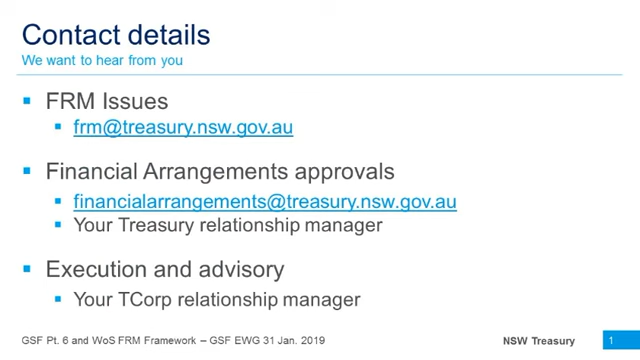 Contact details
We want to hear from you
▪ FRM Issues
▪ frm@treasury.nsw.gov.au
▪ Financial Arrangements approvals
▪ financialarrangements@treasury.nsw.gov.au
▪ Your Treasury relationship manager
▪ Execution and advisory
▪ Your TCorp relationship manager
GSF Pt. 6 and WoS FRM Framework – GSF EWG 31 Jan. 2019 NSW Treasury 1